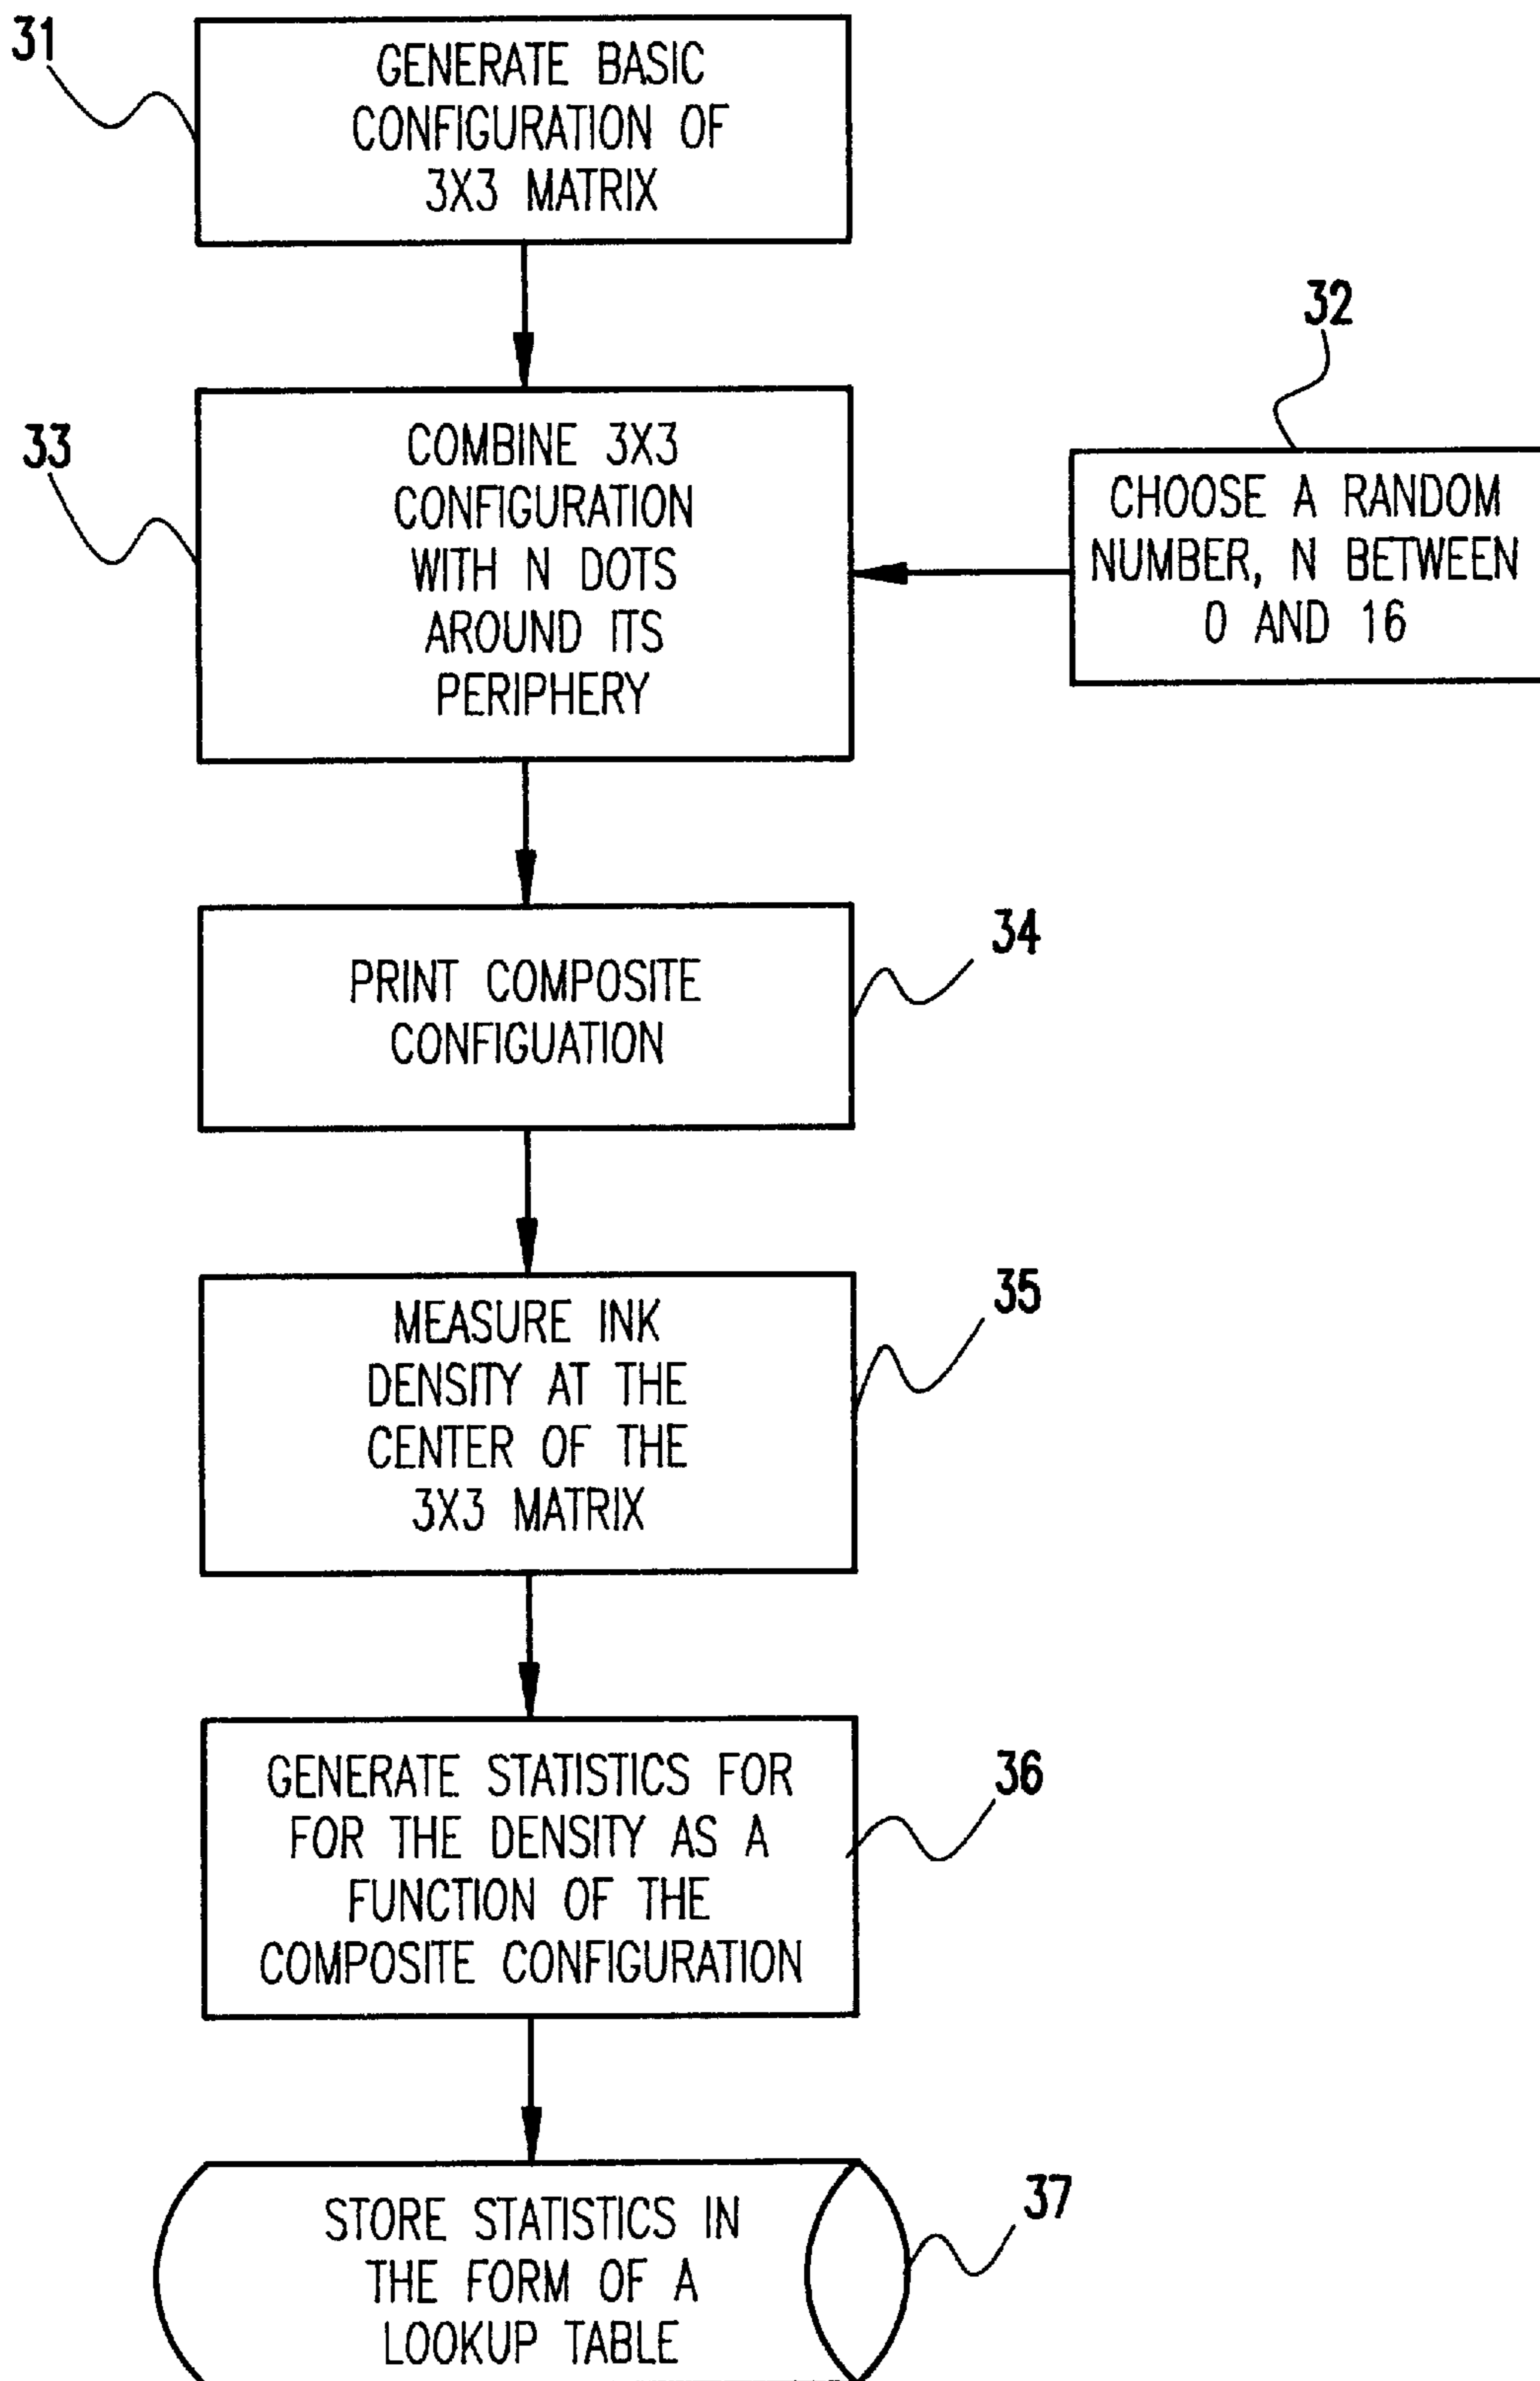 31
GENERATE BASIC
CONFIGURATION OF
3X3 MATRIX
32
33
COMBINE 3X3
CONFIGURATION
WITH N DOTS
AROUND ITS
PERIPHERY
CHOOSE A RANDOM
NUMBER, N BETWEEN
0 AND 16
34
PRINT COMPOSITE
CONFIGUATION
35
MEASURE INK
DENSITY AT THE
CENTER OF THE
3X3 MATRIX
36
GENERATE STATISTICS FOR
FOR THE DENSITY AS A
FUNCTION OF THE
COMPOSITE CONFIGURATION
37
STORE STATISTICS IN
THE FORM OF A
LOOKUP TABLE